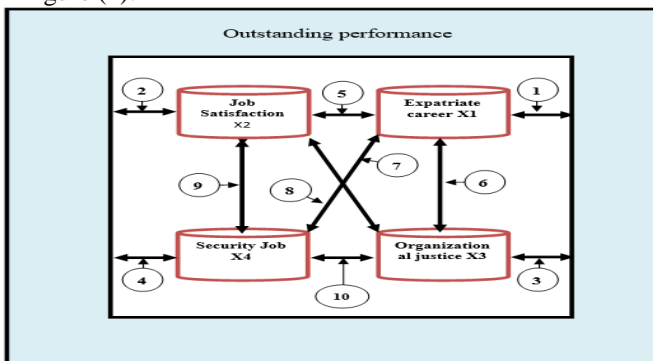 Outstanding performance
2
5
1
Job
Satisfaction
X2
Expatriate
career X1
7
9
8
6
Security Job
X4
Organization
al justice X3
4
10
3